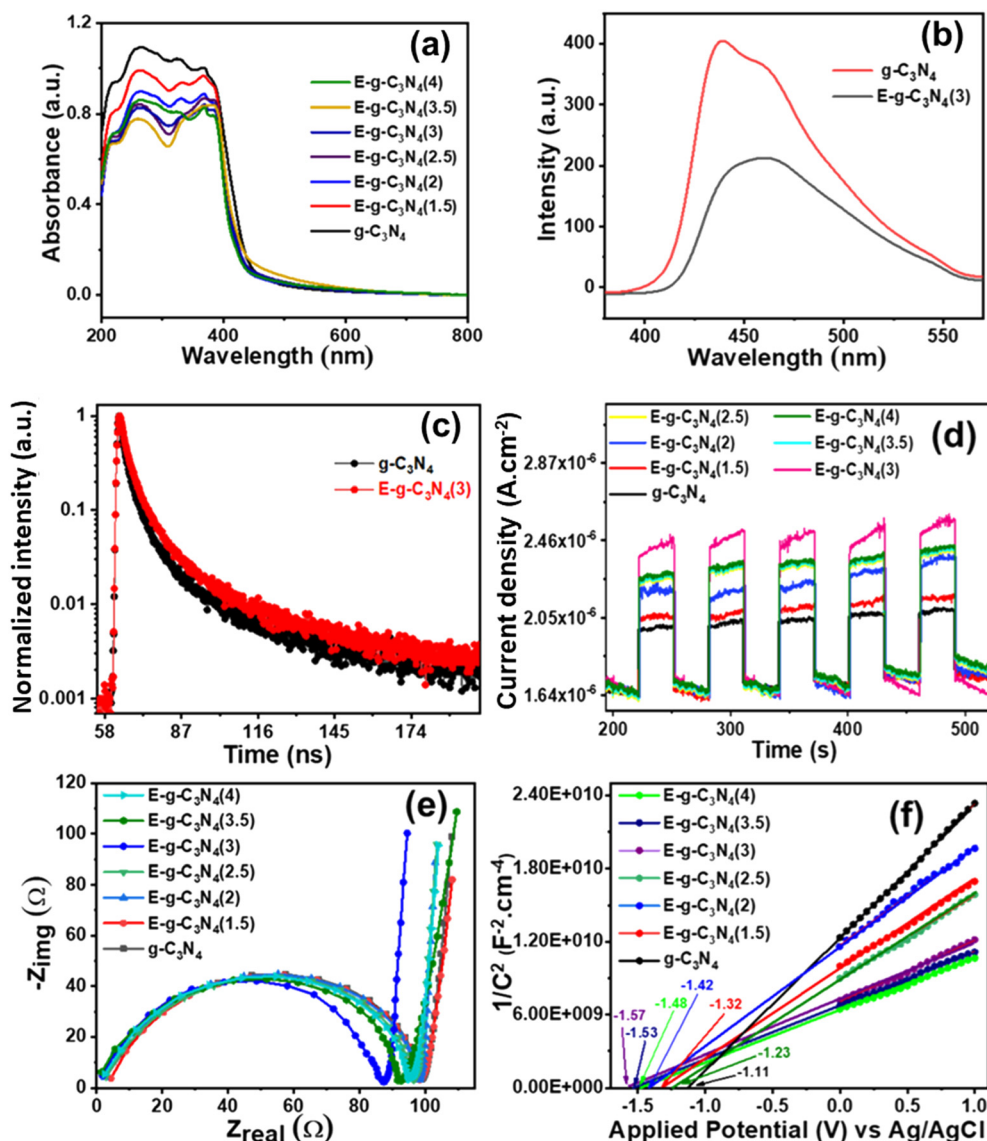 (a)
1.2
0.8
0.4
0.0
Absorbance (a.u.)
E-g-C₃N₄(4)
E-g-C₃N₄(3.5)
E-g-C₃N₄(3)
E-g-C₃N₄(2.5)
E-g-C₃N₄(2)
E-g-C₃N₄(1.5)
g-C₃N₄
200 400 600 800
Wavelength (nm)
(b)
400
300
200
100
0
Intensity (a.u.)
g-C₃N₄
E-g-C₃N₄(3)
400 450 500 550
Wavelength (nm)
(c)
1
0.1
0.01
0.001
Normalized intensity (a.u.)
g-C₃N₄
E-g-C₃N₄(3)
58 87 116 145 174
Time (ns)
(d)
E-g-C₃N₄(2.5) E-g-C₃N₄(4)
E-g-C₃N₄(2) E-g-C₃N₄(3.5)
E-g-C₃N₄(1.5) E-g-C₃N₄(3)
g-C₃N₄
2.87x10⁻⁶
2.46x10⁻⁶
2.05x10⁻⁶
1.64x10⁻⁶
Current density (A.cm⁻²)
200 300 400 500
Time (s)
(e)
120
100
80
60
40
20
0
-Zimg (Ω)
E-g-C₃N₄(4)
E-g-C₃N₄(3.5)
E-g-C₃N₄(3)
E-g-C₃N₄(2.5)
E-g-C₃N₄(2)
E-g-C₃N₄(1.5)
g-C₃N₄
0 20 40 60 80 100
Zreal (Ω)
(f)
2.40E+010
1.80E+010
1.20E+010
6.00E+009
0.00E+000
1/C² (F⁻².cm⁻⁴)
E-g-C₃N₄(4)
E-g-C₃N₄(3.5)
E-g-C₃N₄(3)
E-g-C₃N₄(2.5)
E-g-C₃N₄(2)
E-g-C₃N₄(1.5)
g-C₃N₄
-1.42
-1.48
-1.32
-1.57
-1.53
-1.23
-1.11
-1.5 -1.0 -0.5 0.0 0.5 1.0
Applied Potential (V) vs Ag/AgCl